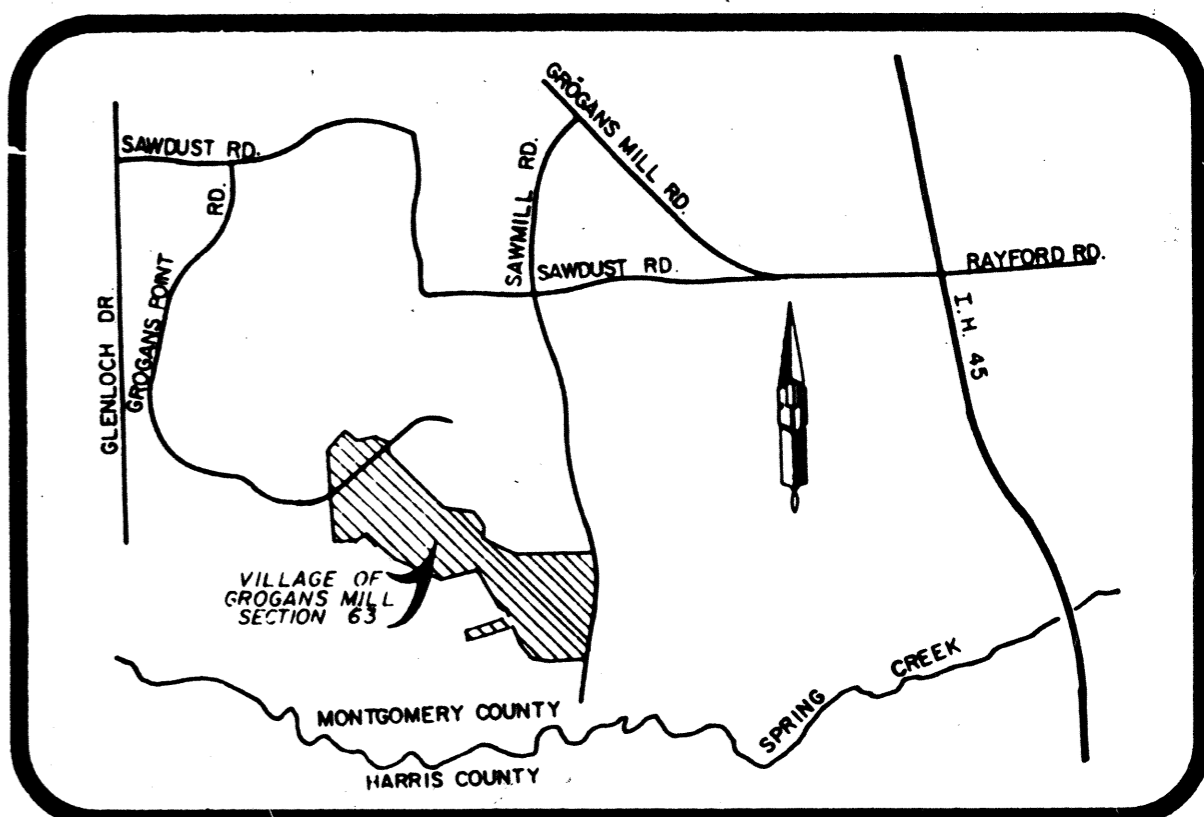 GROGANS MILL RD.
SAWDUST RD.
RD.
GROGANS POINT
GLENLOCH DR.
SAWMILL RD.
SAWDUST RD.
RAYFORD RD.
I.H. 45
VILLAGE OF
GROGANS MILL
SECTION 63
MONTGOMERY COUNTY
HARRIS COUNTY
SPRING CREEK